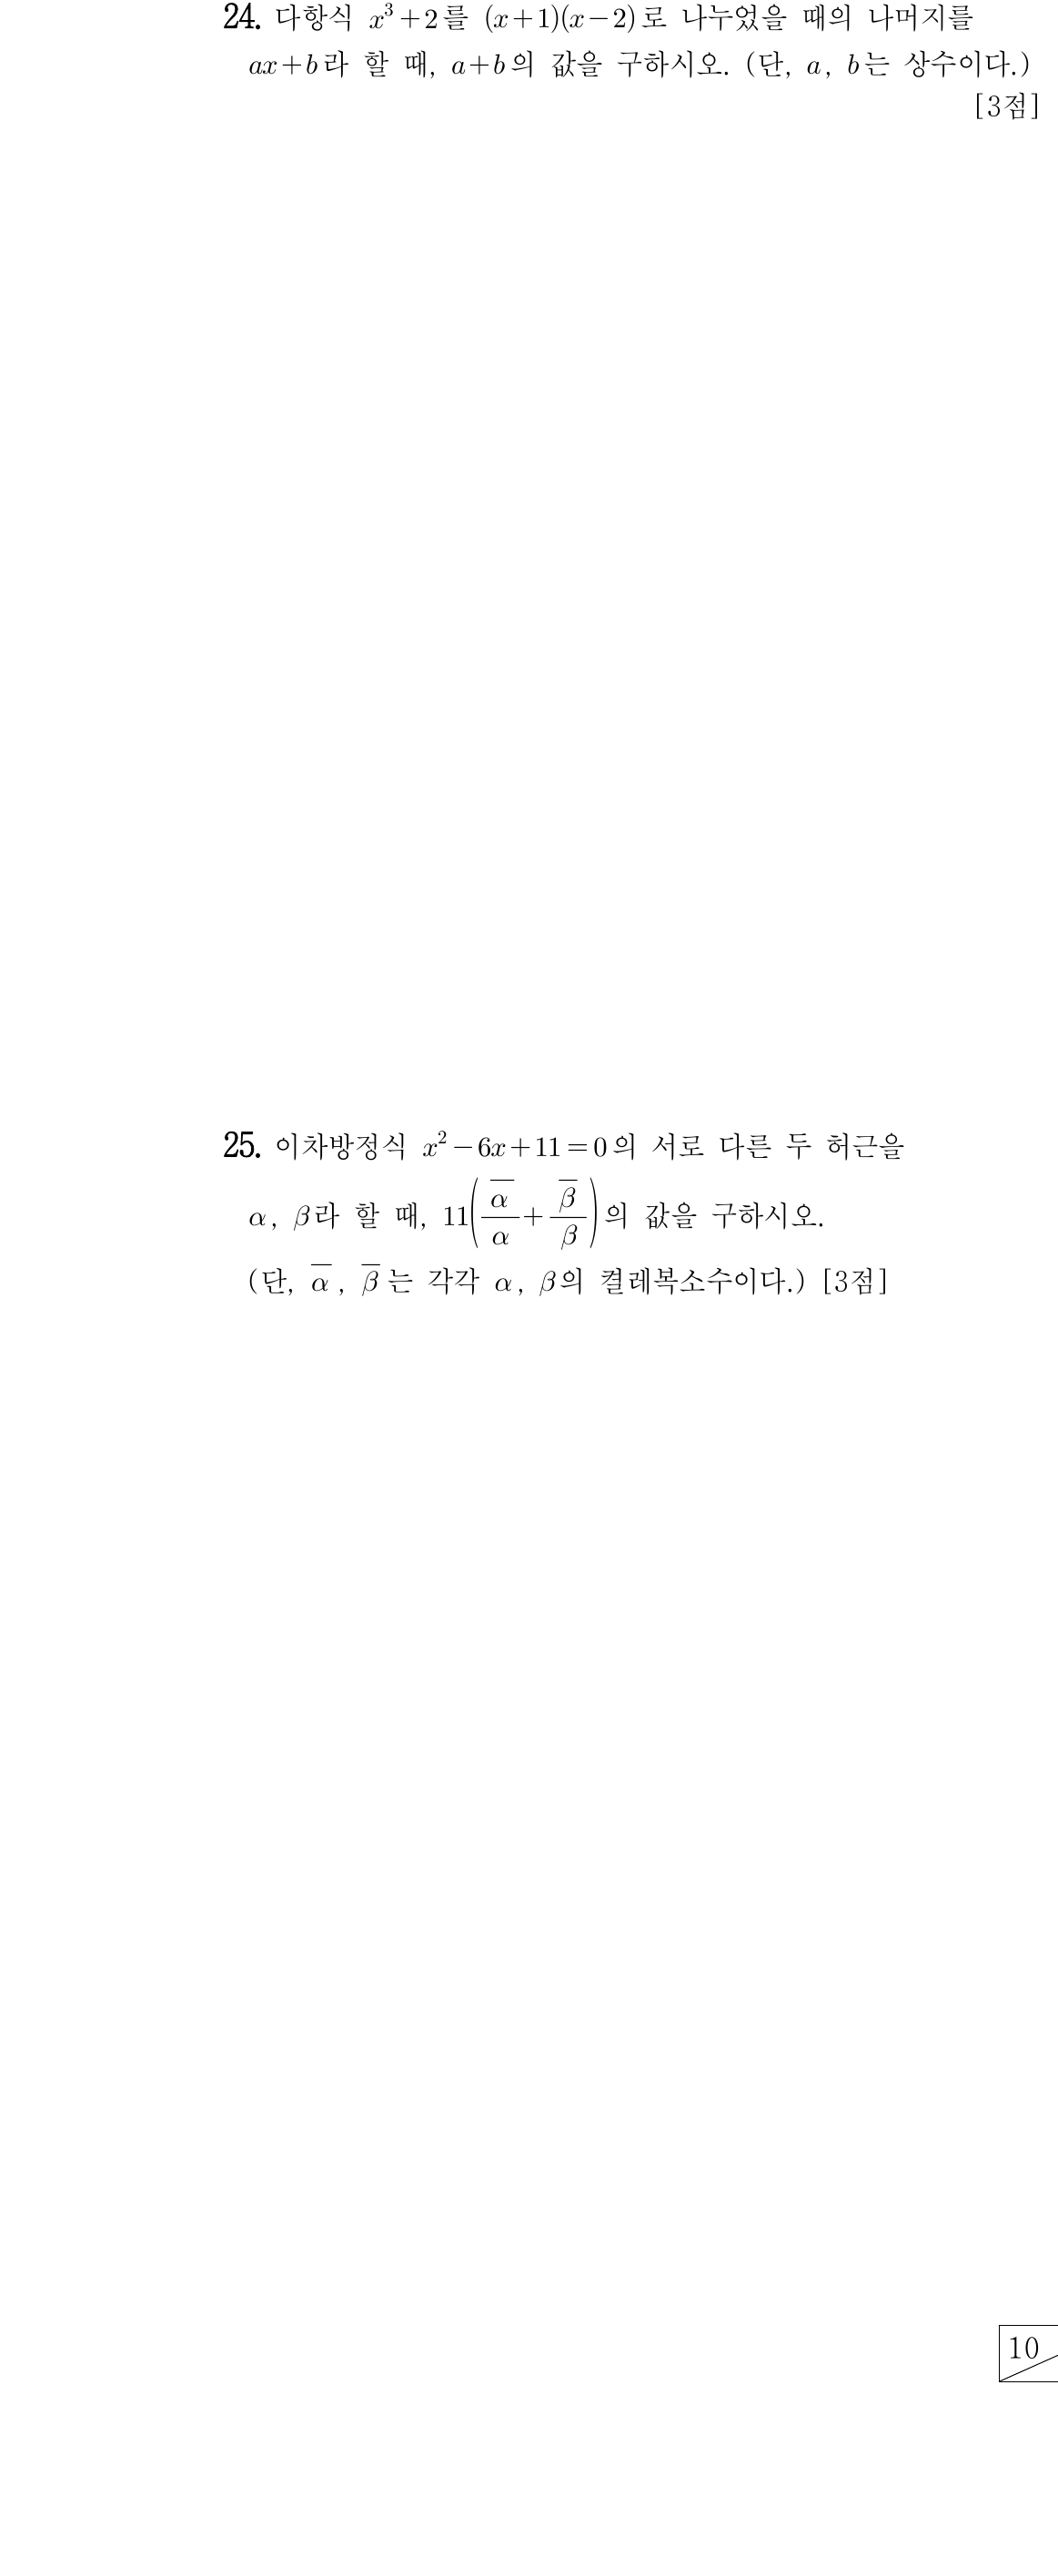 24. 다항식 x³+2를 (x+1)(x-2)로 나누었을 때의 나머지를
ax+b라 할 때, a+b의 값을 구하시오. (단, a, b는 상수이다.)
[3점]
25. 이차방정식 x²-6x+11=0의 서로 다른 두 허근을
α, β라 할 때, 11(α̅/α+β̅/β)의 값을 구하시오.
(단, α̅, β̅는 각각 α, β의 켤레복소수이다.) [3점]
10